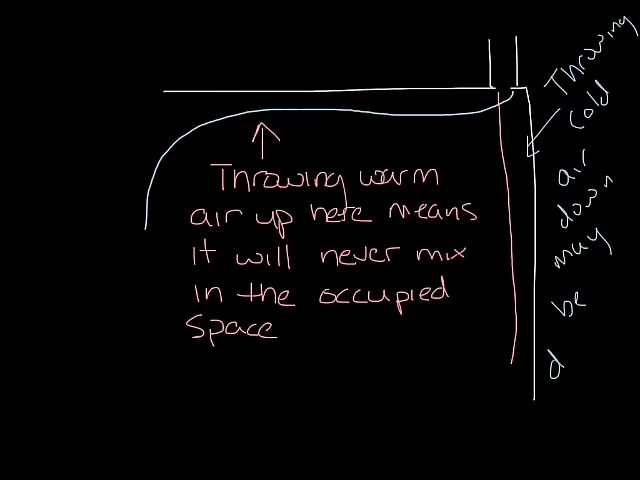 Throwing warm
air up here means
it will never mix
in the occupied
space
Throwing
cold
air
down
may
be
d